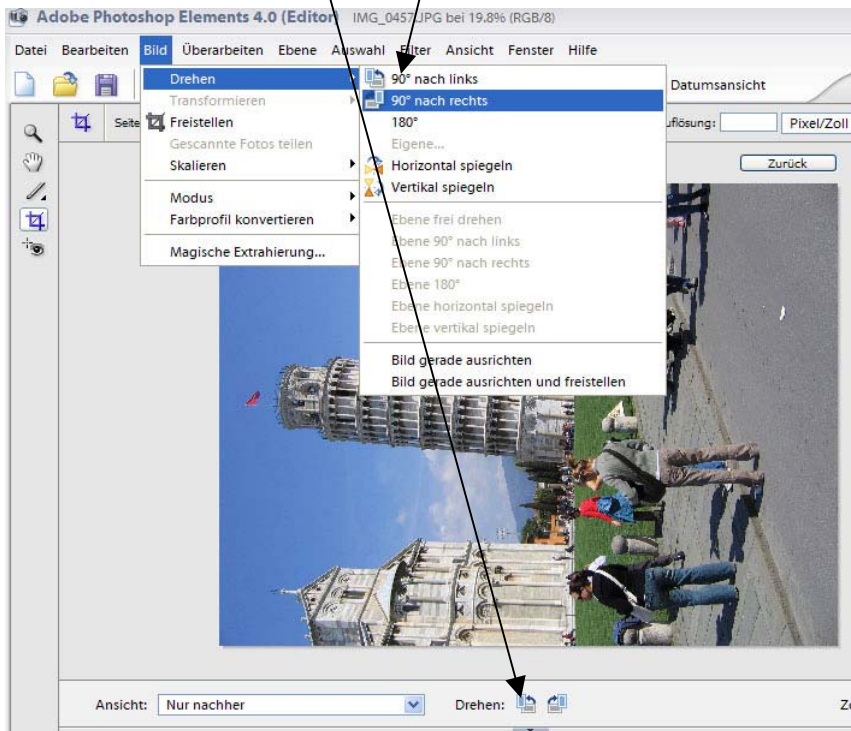 Adobe Photoshop Elements 4.0 (Editor) IMG_0457.JPG bei 19.8% (RGB/8)
Datei Bearbeiten Bild Überarbeiten Ebene Auswahl Filter Ansicht Fenster Hilfe
Drehen
Transformieren
Freistellen
Gescannte Fotos teilen
Skalieren
Modus
Farbprofil konvertieren
Magische Extrahierung...
90° nach links
90° nach rechts
180°
Eigene...
Horizontal spiegeln
Vertikal spiegeln
Ebene frei drehen
Ebene 90° nach links
Ebene 90° nach rechts
Ebene 180°
Ebene horizontal spiegeln
Ebene vertikal spiegeln
Bild gerade ausrichten
Bild gerade ausrichten und freistellen
Datumsansicht
Seite
uflösung: Pixel/Zoll
Zurück
Ansicht: Nur nachher Drehen: